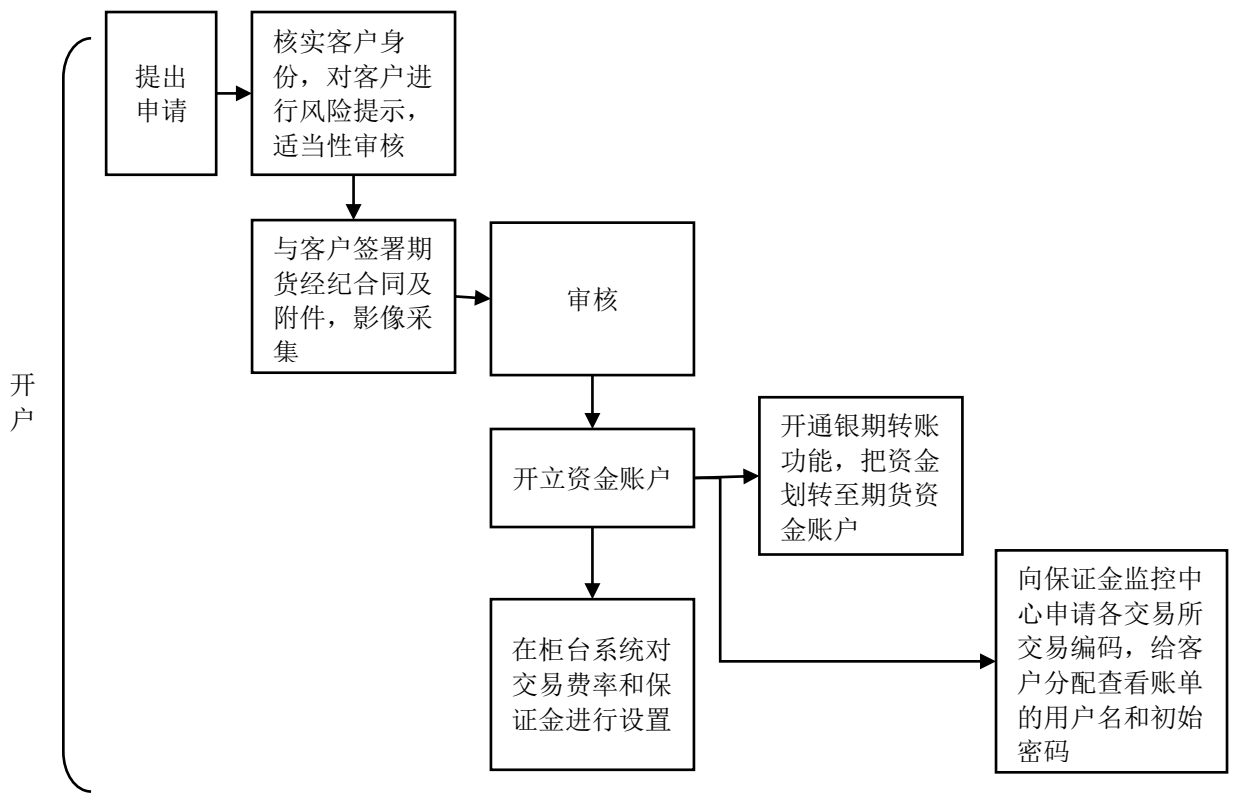 提出
申请
核实客户身
份，对客户进
行风险提示，
适当性审核
与客户签署期
货经纪合同及
附件，影像采
集
审核
开
户
开立资金账户
开通银期转账
功能，把资金
划转至期货资
金账户
在柜台系统对
交易费率和保
证金进行设置
向保证金监控中
心申请各交易所
交易编码，给客
户分配查看账单
的用户名和初始
密码